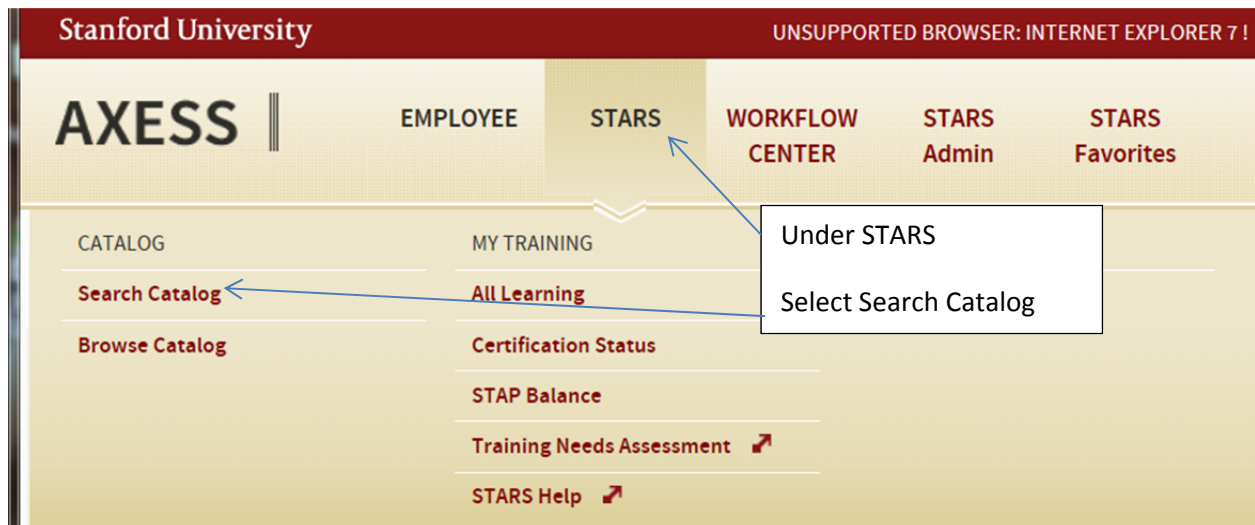 Stanford University
UNSUPPORTED BROWSER: INTERNET EXPLORER 7 !
AXESS
EMPLOYEE
STARS
WORKFLOW
CENTER
STARS
Admin
STARS
Favorites
CATALOG
Search Catalog
Browse Catalog
MY TRAINING
All Learning
Certification Status
STAP Balance
Training Needs Assessment
STARS Help
Under STARS
Select Search Catalog